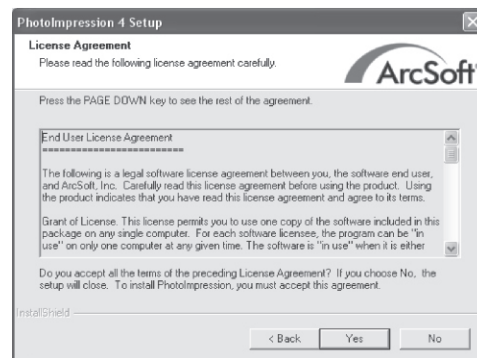 PhotoImpression 4 Setup
License Agreement
Please read the following license agreement carefully.
ArcSoft
Press the PAGE DOWN key to see the rest of the agreement.
End User License Agreement
=========================
The following is a legal software license agreement between you, the software end user,
and ArcSoft, Inc. Carefully read this license agreement before using the product. Using
the product indicates that you have read this license agreement and agree to its terms.
Grant of License. This license permits you to use one copy of the software included in this
package on any single computer. For each software licensee, the program can be "in
use" on only one computer at any given time. The software is "in use" when it is either
Do you accept all the terms of the preceding License Agreement? If you choose No, the
setup will close. To install PhotoImpression, you must accept this agreement.
InstallShield
< Back
Yes
No